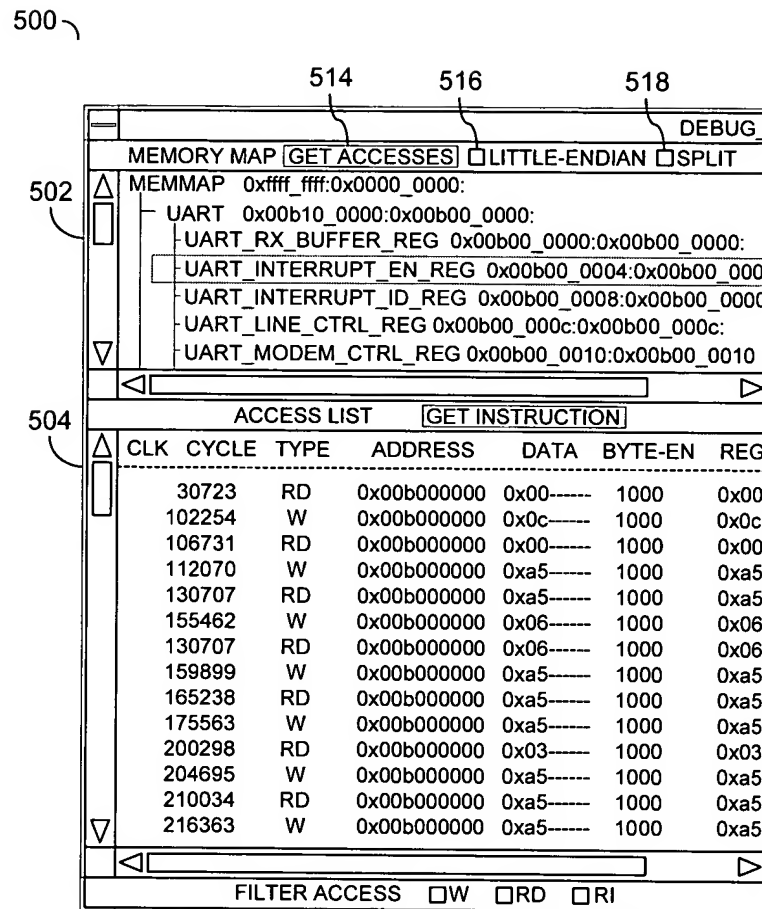 500
514 516 518
DEBUG_
MEMORY MAP GET ACCESSES LITTLE-ENDIAN SPLIT
502
MEMMAP 0xffff_ffff:0x0000_0000:
UART 0x00b10_0000:0x00b00_0000:
UART_RX_BUFFER_REG 0x00b00_0000:0x00b00_0000:
UART_INTERRUPT_EN_REG 0x00b00_0004:0x00b00_000
UART_INTERRUPT_ID_REG 0x00b00_0008:0x00b00_0000
UART_LINE_CTRL_REG 0x00b00_000c:0x00b00_000c:
UART_MODEM_CTRL_REG 0x00b00_0010:0x00b00_0010
504
ACCESS LIST GET INSTRUCTION
CLK CYCLE TYPE ADDRESS DATA BYTE-EN REG
30723 RD 0x00b000000 0x00------ 1000 0x00
102254 W 0x00b000000 0x0c------ 1000 0x0c
106731 RD 0x00b000000 0x00------ 1000 0x00
112070 W 0x00b000000 0xa5------ 1000 0xa5
130707 RD 0x00b000000 0xa5------ 1000 0xa5
155462 W 0x00b000000 0x06------ 1000 0x06
130707 RD 0x00b000000 0x06------ 1000 0x06
159899 W 0x00b000000 0xa5------ 1000 0xa5
165238 RD 0x00b000000 0xa5------ 1000 0xa5
175563 W 0x00b000000 0xa5------ 1000 0xa5
200298 RD 0x00b000000 0x03------ 1000 0x03
204695 W 0x00b000000 0xa5------ 1000 0xa5
210034 RD 0x00b000000 0xa5------ 1000 0xa5
216363 W 0x00b000000 0xa5------ 1000 0xa5
FILTER ACCESS W RD RI